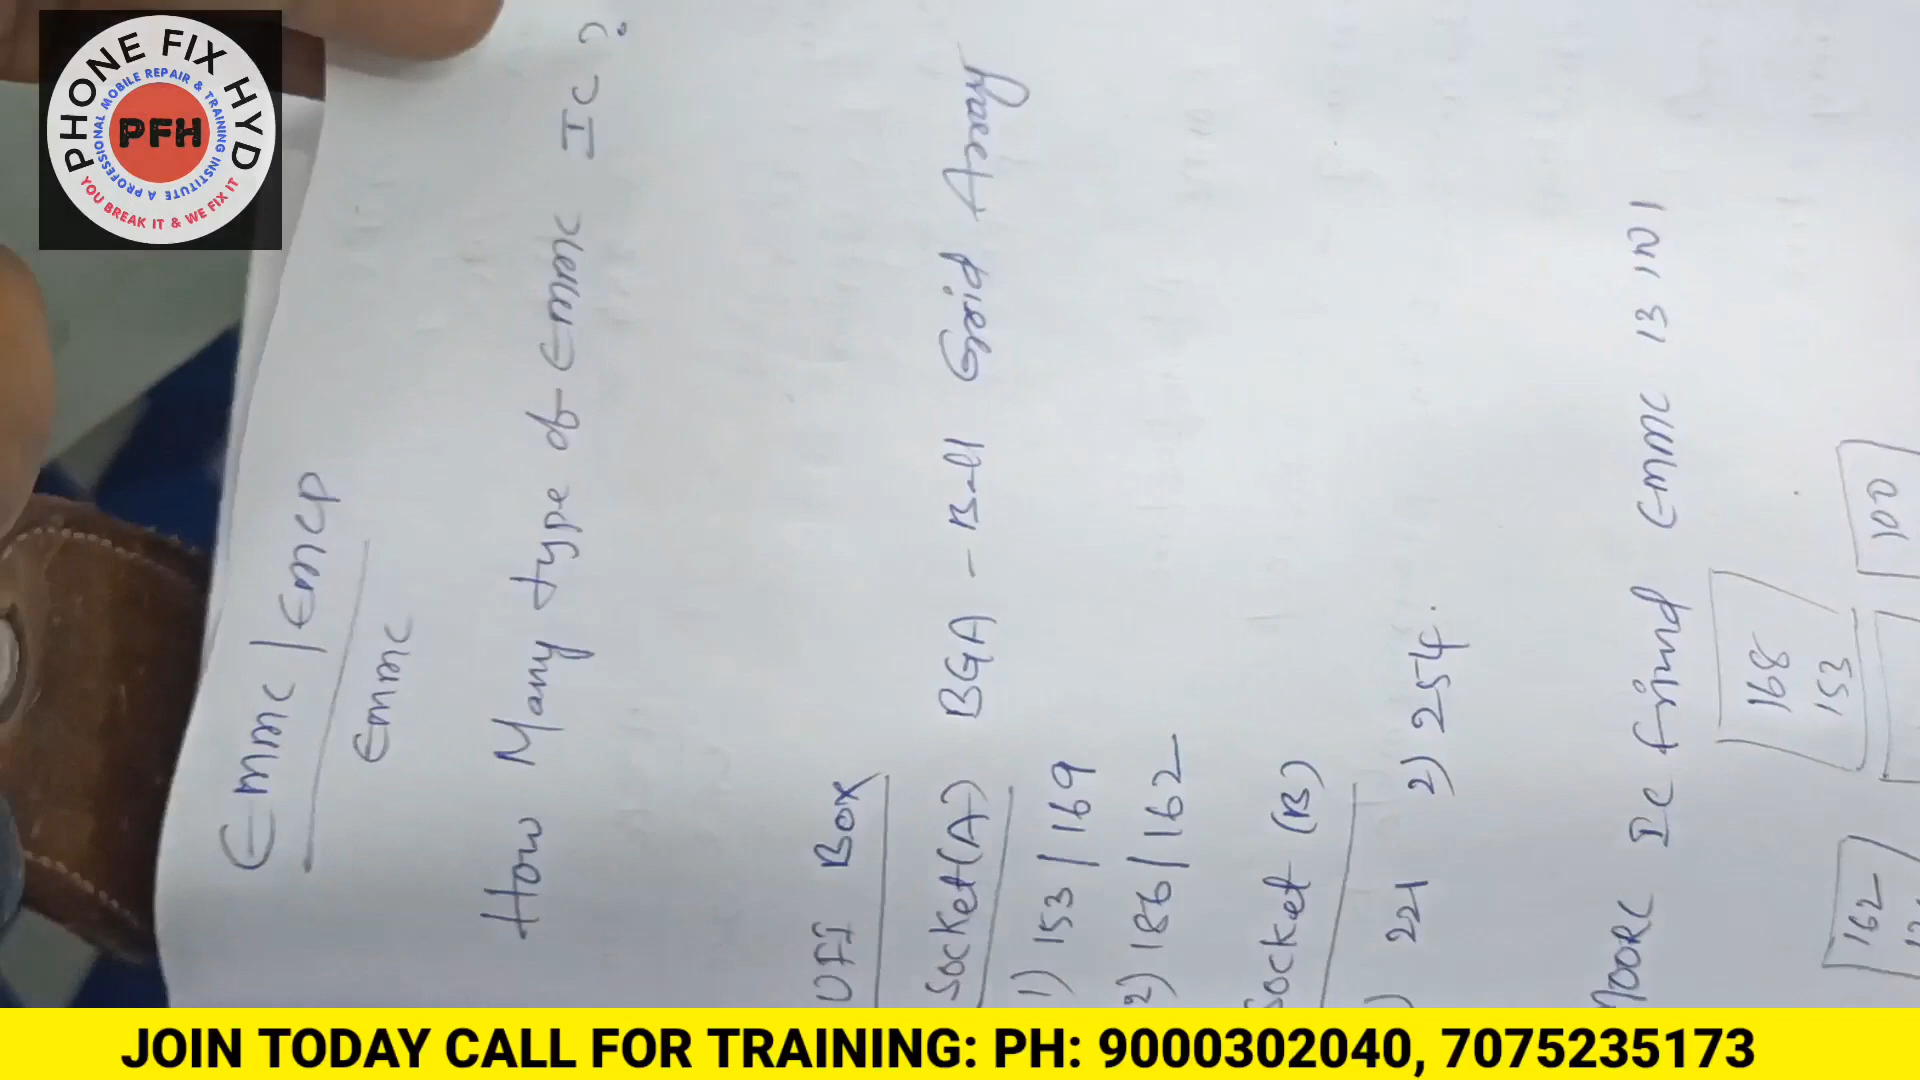 PHONE FIX HYD
PROFESSIONAL MOBILE REPAIR & TRAINING INSTITUTE A
PFH
YOU BREAK IT & WE FIX IT
Emmc | Emcp
Emmc
How Many type of Emmc Ic?
UFI Box
Socket(A) BGA - Ball Grid Array
1) 153 | 169
2) 186 | 162
Socket (B)
) 221 2) 254.
MOORC Ic find Emmc 13 in 1
168
153
100
162
JOIN TODAY CALL FOR TRAINING: PH: 9000302040, 7075235173